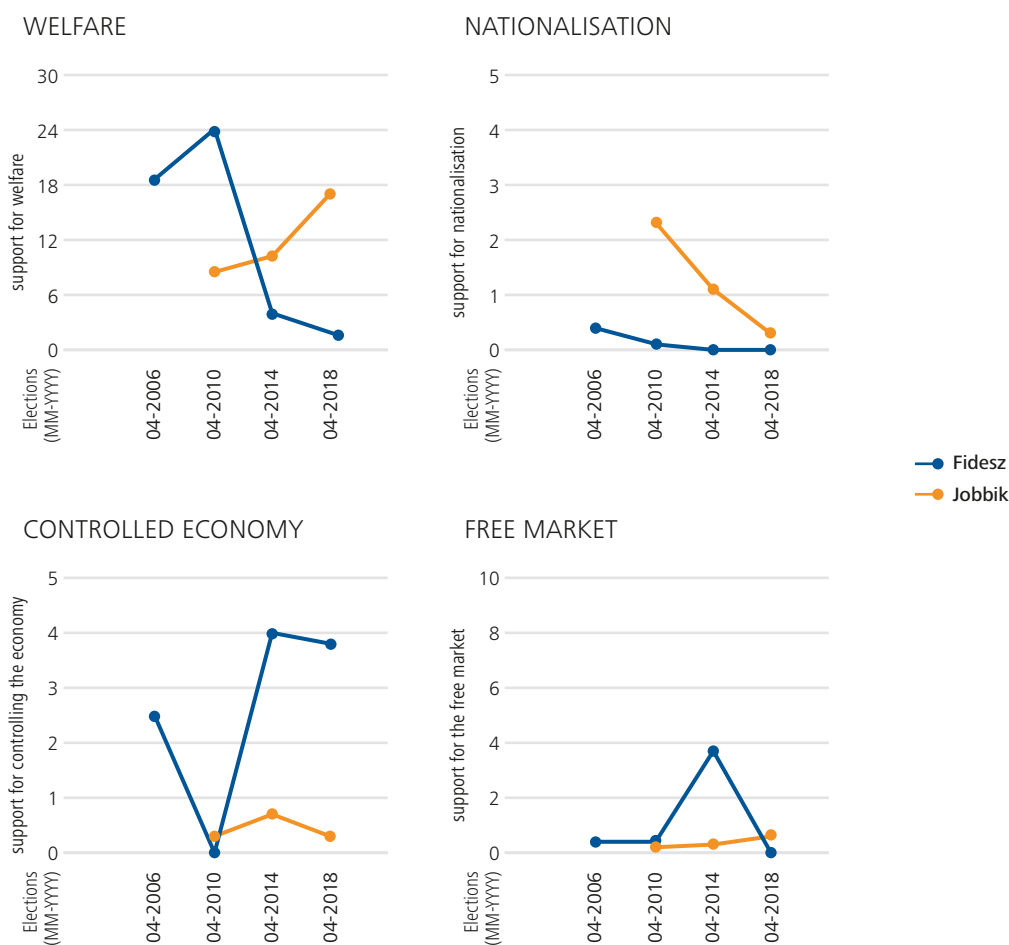 WELFARE
support for welfare
30
24
18
12
6
0
Elections
(MM-YYYY)
04-2006
04-2010
04-2014
04-2018
NATIONALISATION
support for nationalisation
5
4
3
2
1
0
Elections
(MM-YYYY)
04-2006
04-2010
04-2014
04-2018
Fidesz
Jobbik
CONTROLLED ECONOMY
support for controlling the economy
5
4
3
2
1
0
Elections
(MM-YYYY)
04-2006
04-2010
04-2014
04-2018
FREE MARKET
support for the free market
10
8
6
4
2
0
Elections
(MM-YYYY)
04-2006
04-2010
04-2014
04-2018